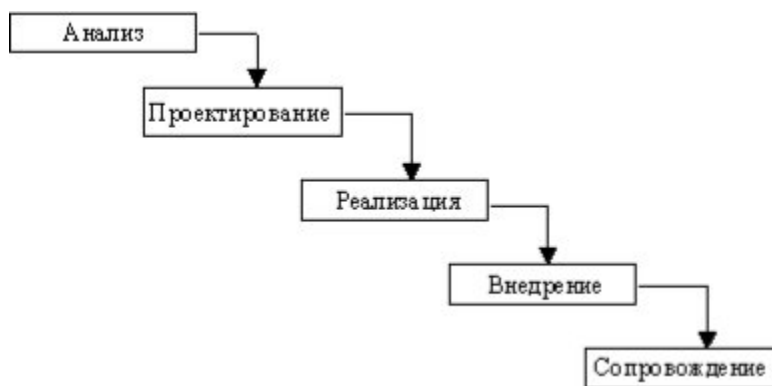 Анализ
Проектирование
Реализация
Внедрение
Сопровождение